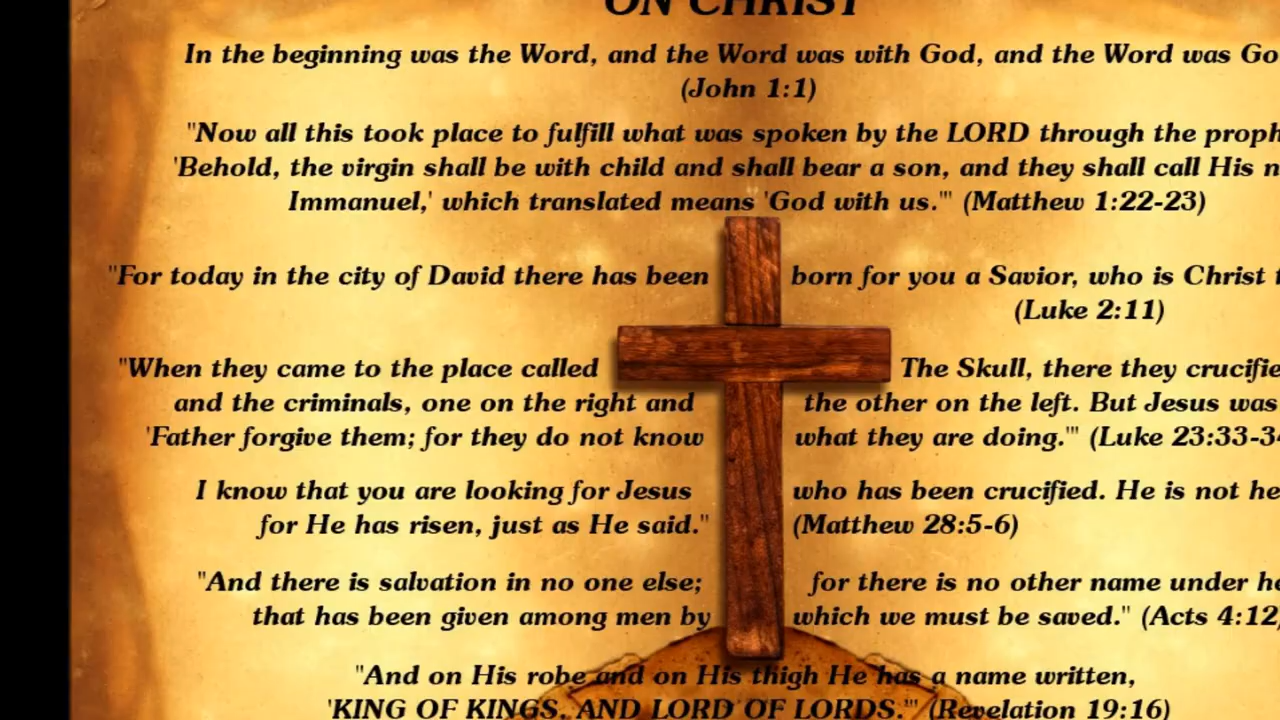 ON CHRIST
In the beginning was the Word, and the Word was with God, and the Word was Go
(John 1:1)
"Now all this took place to fulfill what was spoken by the LORD through the proph
'Behold, the virgin shall be with child and shall bear a son, and they shall call His n
Immanuel,' which translated means 'God with us.'" (Matthew 1:22-23)
"For today in the city of David there has been born for you a Savior, who is Christ t
(Luke 2:11)
"When they came to the place called The Skull, there they crucifie
and the criminals, one on the right and the other on the left. But Jesus was
'Father forgive them; for they do not know what they are doing.'" (Luke 23:33-34
I know that you are looking for Jesus who has been crucified. He is not he
for He has risen, just as He said." (Matthew 28:5-6)
"And there is salvation in no one else; for there is no other name under he
that has been given among men by which we must be saved." (Acts 4:12)
"And on His robe and on His thigh He has a name written,
'KING OF KINGS, AND LORD OF LORDS.'" (Revelation 19:16)